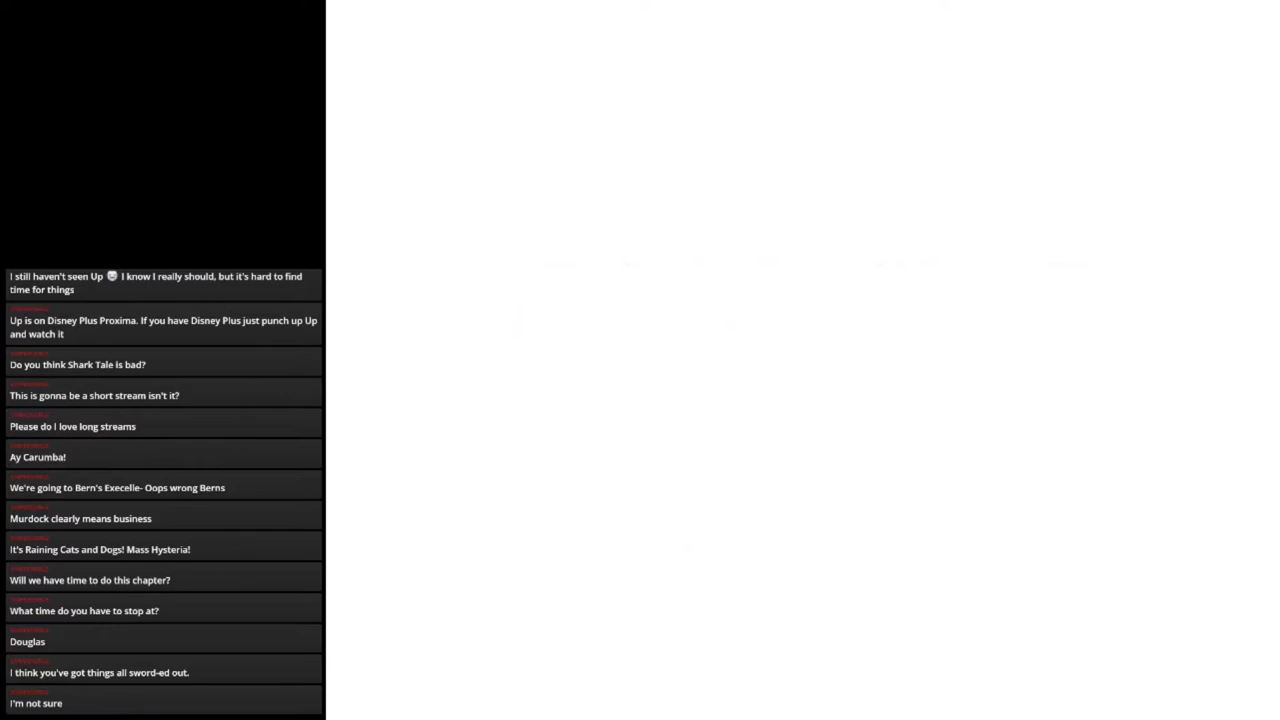 I still haven't seen Up I know I really should, but it's hard to find
time for things
Up is on Disney Plus Proxima. If you have Disney Plus just punch up Up
and watch it
Do you think Shark Tale is bad?
This is gonna be a short stream isn't it?
Please do I love long streams
Ay Carumba!
We're going to Bern's Execelle- Oops wrong Berns
Murdock clearly means business
It's Raining Cats and Dogs! Mass Hysteria!
Will we have time to do this chapter?
What time do you have to stop at?
Douglas
I think you've got things all sword-ed out.
I'm not sure